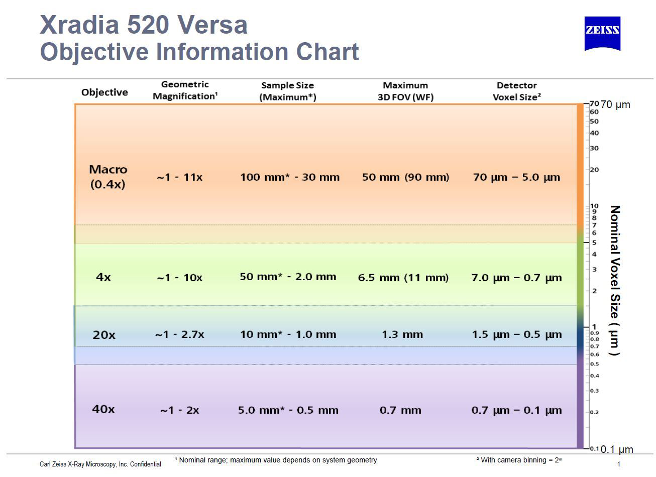 Xradia 520 Versa
Objective Information Chart
ZEISS
Objective
Geometric
Magnification¹
Sample Size
(Maximum*)
Maximum
3D FOV (WF)
Detector
Voxel Size²
Macro
(0.4x)
~1 - 11x
100 mm* - 30 mm
50 mm (90 mm)
70 µm – 5.0 µm
4x
~1 - 10x
50 mm* - 2.0 mm
6.5 mm (11 mm)
7.0 µm – 0.7 µm
20x
~1 - 2.7x
10 mm* - 1.0 mm
1.3 mm
1.5 µm – 0.5 µm
40x
~1 - 2x
5.0 mm* - 0.5 mm
0.7 mm
0.7 µm – 0.1 µm
70 70 µm
60
50
40
30
20
10
9
8
7
6
5
4
3
2
1
0.9
0.8
0.7
0.6
0.5
0.4
0.3
0.2
0.1 0.1 µm
Nominal Voxel Size ( µm )
Carl Zeiss X-Ray Microscopy, Inc. Confidential
¹ Nominal range; maximum value depends on system geometry
² With camera binning = 2
1